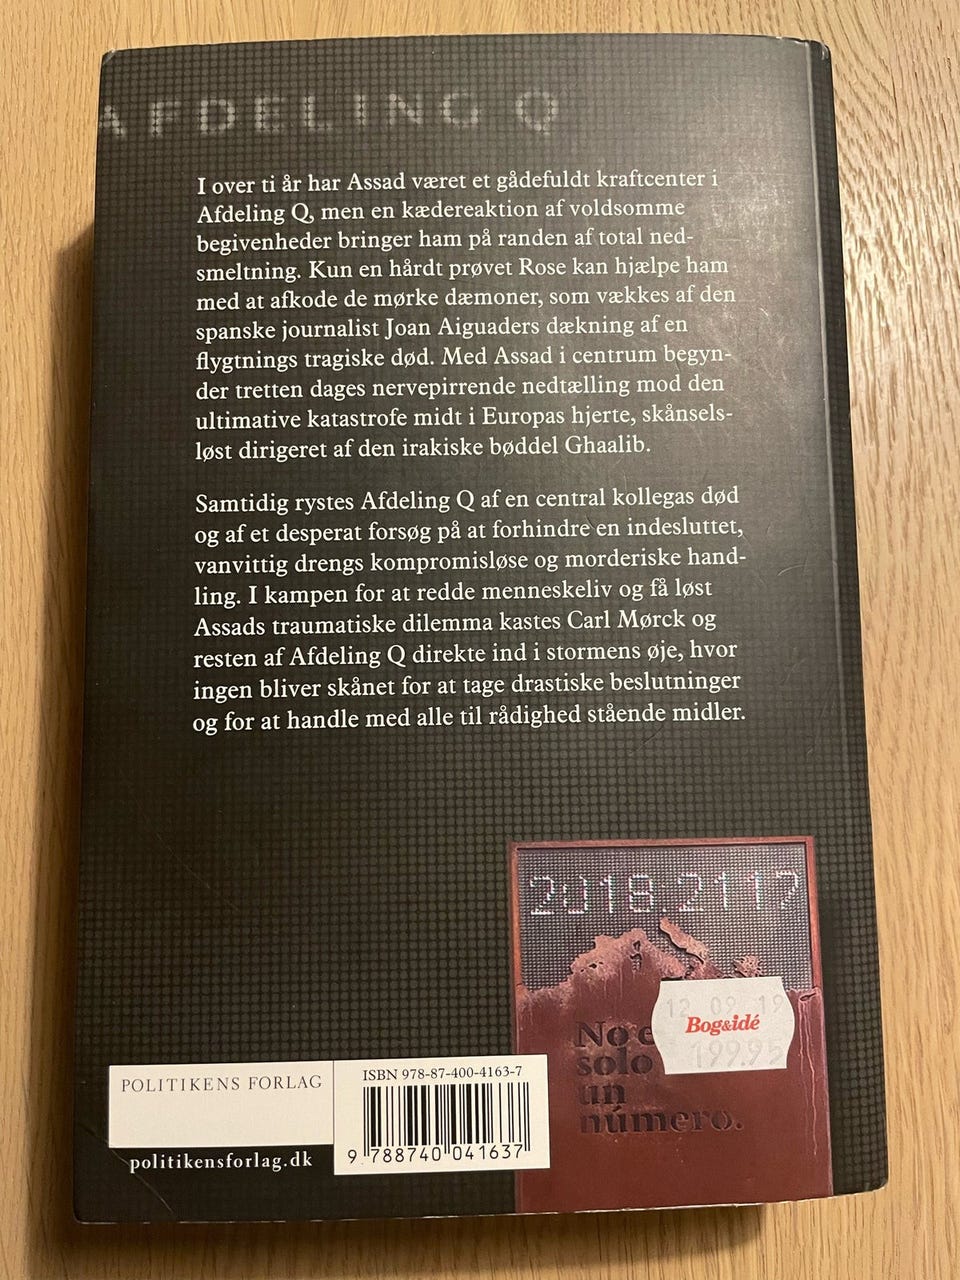 AFDELING Q
I over ti år har Assad været et gådefuldt kraftcenter i
Afdeling Q, men en kædereaktion af voldsomme
begivenheder bringer ham på randen af total ned-
smeltning. Kun en hårdt prøvet Rose kan hjælpe ham
med at afkode de mørke dæmoner, som vækkes af den
spanske journalist Joan Aiguaders dækning af en
flygtnings tragiske død. Med Assad i centrum begyn-
der tretten dages nervepirrende nedtælling mod den
ultimative katastrofe midt i Europas hjerte, skånsels-
løst dirigeret af den irakiske bøddel Ghaalib.
Samtidig rystes Afdeling Q af en central kollegas død
og af et desperat forsøg på at forhindre en indesluttet,
vanvittig drengs kompromisløse og morderiske hand-
ling. I kampen for at redde menneskeliv og få løst
Assads traumatiske dilemma kastes Carl Mørck og
resten af Afdeling Q direkte ind i stormens øje, hvor
ingen bliver skånet for at tage drastiske beslutninger
og for at handle med alle til rådighed stående midler.
2018:2117
12 09 19
Bog&idé
199.95
No
solo
un
número.
POLITIKENS FORLAG
politikensforlag.dk
ISBN 978-87-400-4163-7
9 788740 041637